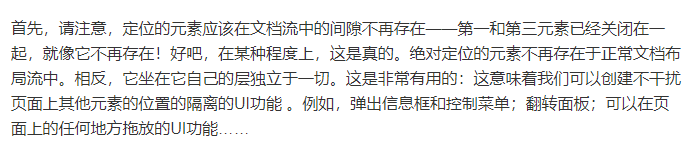 首先，请注意，定位的元素应该在文档流中的间隙不再存在——第一和第三元素已经关闭在一
起，就像它不再存在！好吧，在某种程度上，这是真的。绝对定位的元素不再存在于正常文档布
局流中。相反，它坐在它自己的层独立于一切。这是非常有用的：这意味着我们可以创建不干扰
页面上其他元素的位置的隔离的UI功能 。例如，弹出信息框和控制菜单；翻转面板；可以在页
面上的任何地方拖放的UI功能……